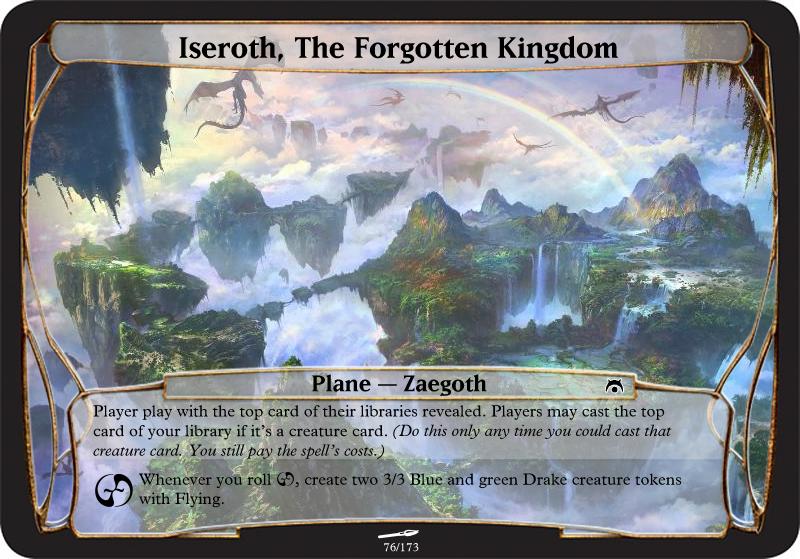 Iseroth, The Forgotten Kingdom
Plane — Zaegoth
Player play with the top card of their libraries revealed. Players may cast the top
card of your library if it's a creature card. (Do this only any time you could cast that
creature card. You still pay the spell's costs.)
Whenever you roll , create two 3/3 Blue and green Drake creature tokens
with Flying.
76/173